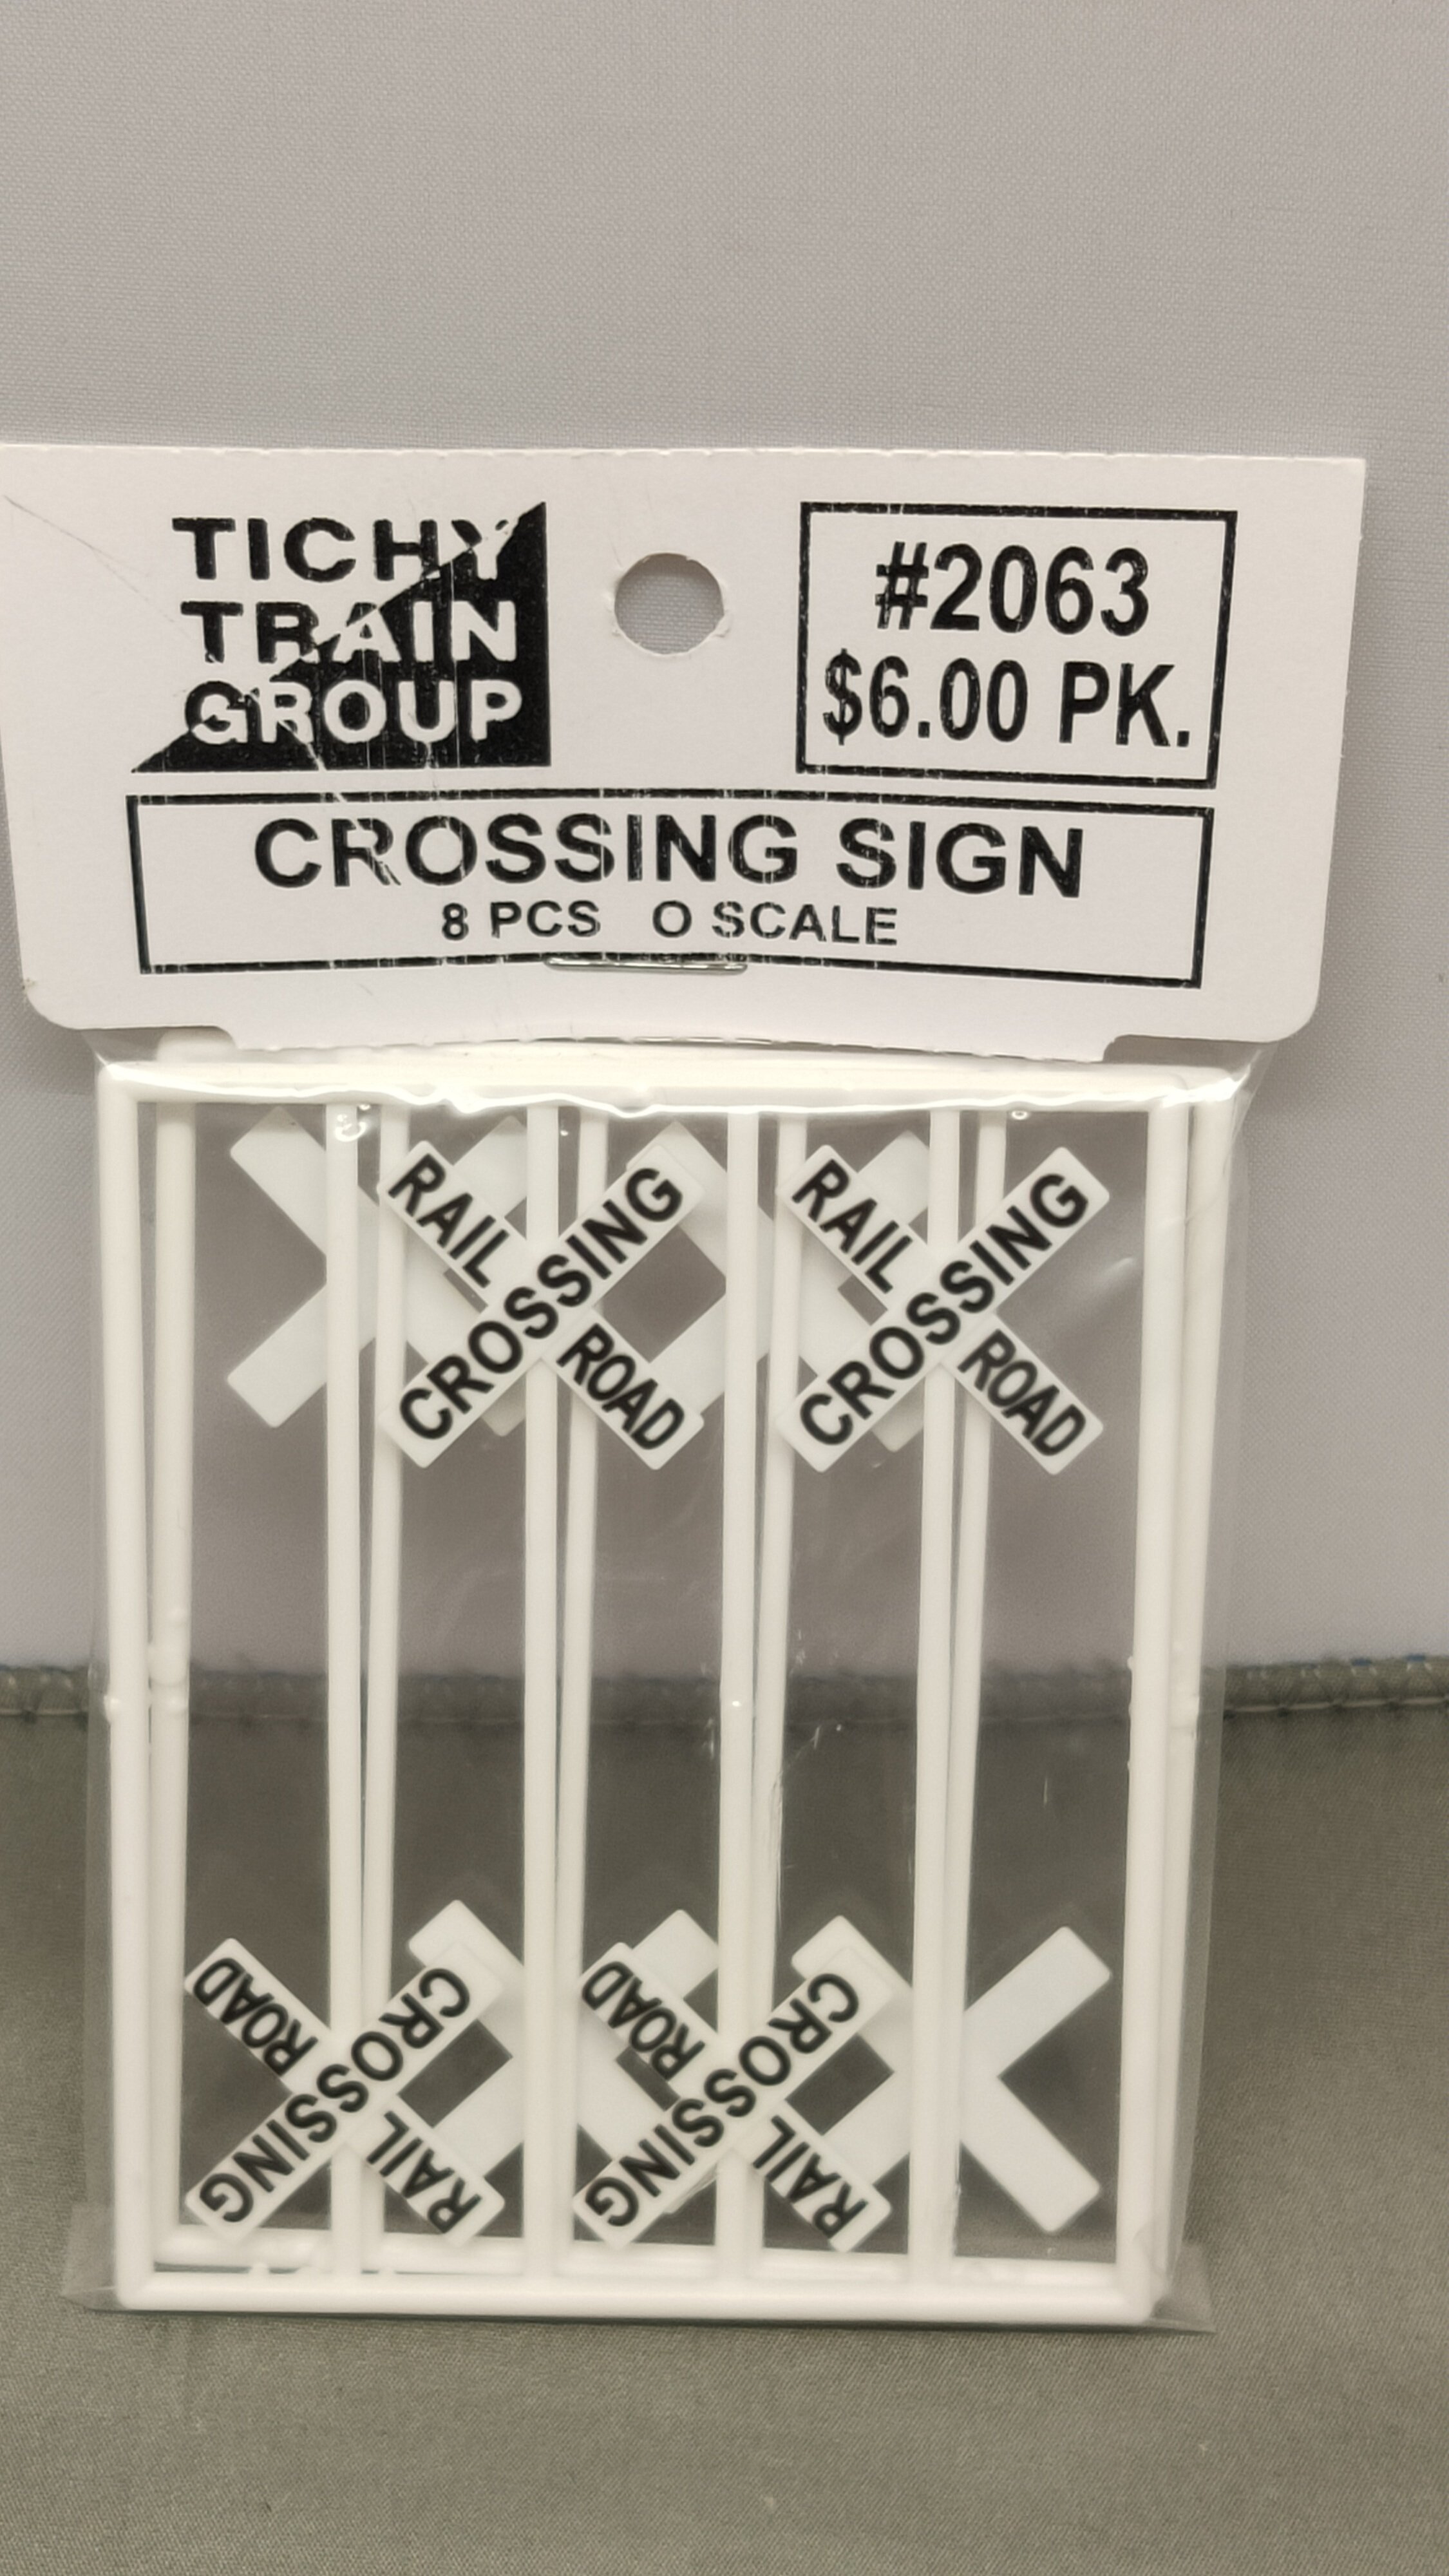 TICHY
TRAIN
GROUP
#2063
$6.00 PK.
CROSSING SIGN
8 PCS O SCALE
RAIL
CROSSING
ROAD
RAIL
CROSSING
ROAD
RAIL
CROSSING
ROAD
RAIL
CROSSING
ROAD